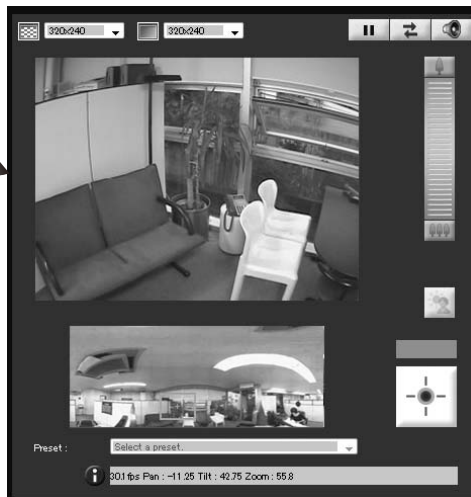 320x240 320x240
Preset : Select a preset.
30.1 fps Pan : -11.25 Tilt : 42.75 Zoom : 55.8